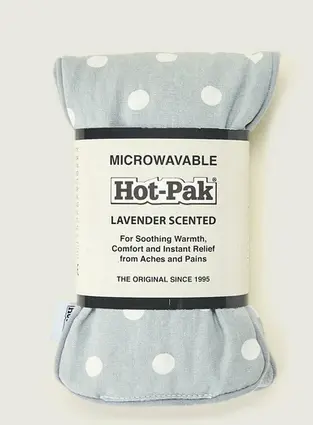 MICROWAVABLE
Hot-Pak®
LAVENDER SCENTED
For Soothing Warmth,
Comfort and Instant Relief
from Aches and Pains
THE ORIGINAL SINCE 1995